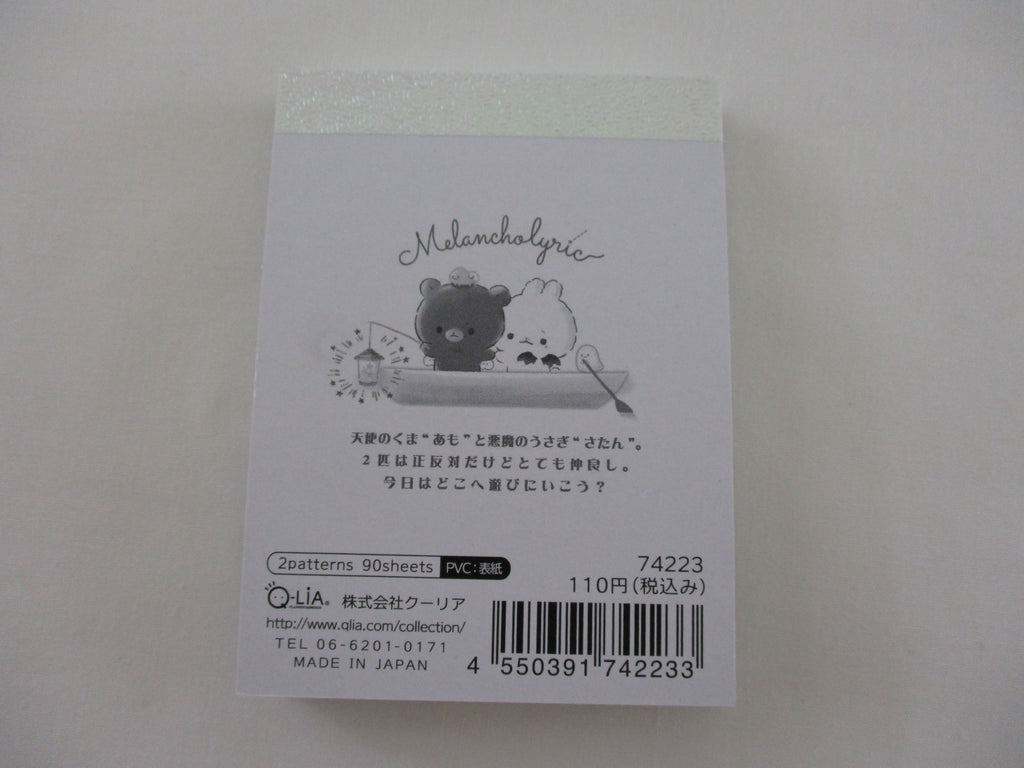 Melancholyric
天使のくま“あも”と悪魔のうさぎ“さたん”。
2匹は正反対だけどとても仲良し。
今日はどこへ遊びにいこう?
2patterns 90sheets PVC:表紙
74223
110円(税込み)
Q-LiA® 株式会社クーリア
http://www.qlia.com/collection/
TEL 06-6201-0171
MADE IN JAPAN
4 550391 742233